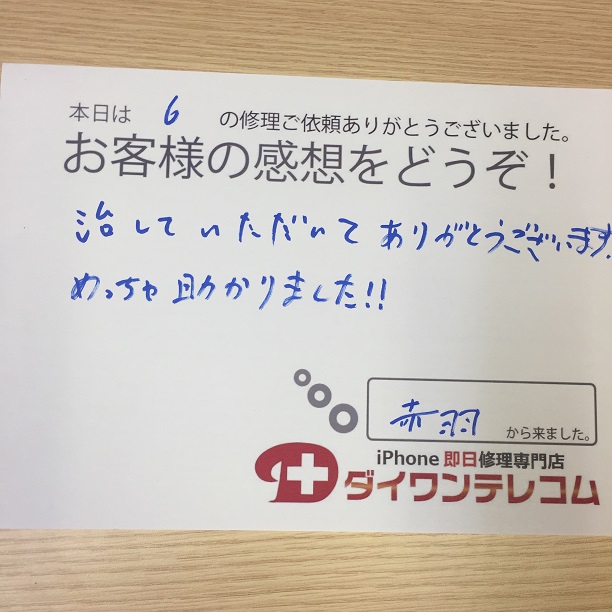 本日は 6 の修理ご依頼ありがとうございました。
お客様の感想をどうぞ！
治していただいてありがとうございます.
めっちゃ助かりました!!
赤羽 から来ました。
iPhone 即日修理専門店
ダイワンテレコム